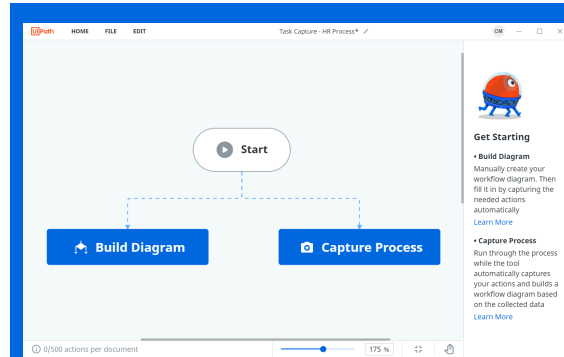 UiPath HOME FILE EDIT Task Capture - HR Process* CM
Start
Build Diagram Capture Process
Get Starting
• Build Diagram
Manually create your
workflow diagram. Then
fill it in by capturing the
needed actions
automatically
Learn More
• Capture Process
Run through the process
while the tool
automatically captures
your actions and builds a
workflow diagram based
on the collected data
Learn More
0/500 actions per document 175 %